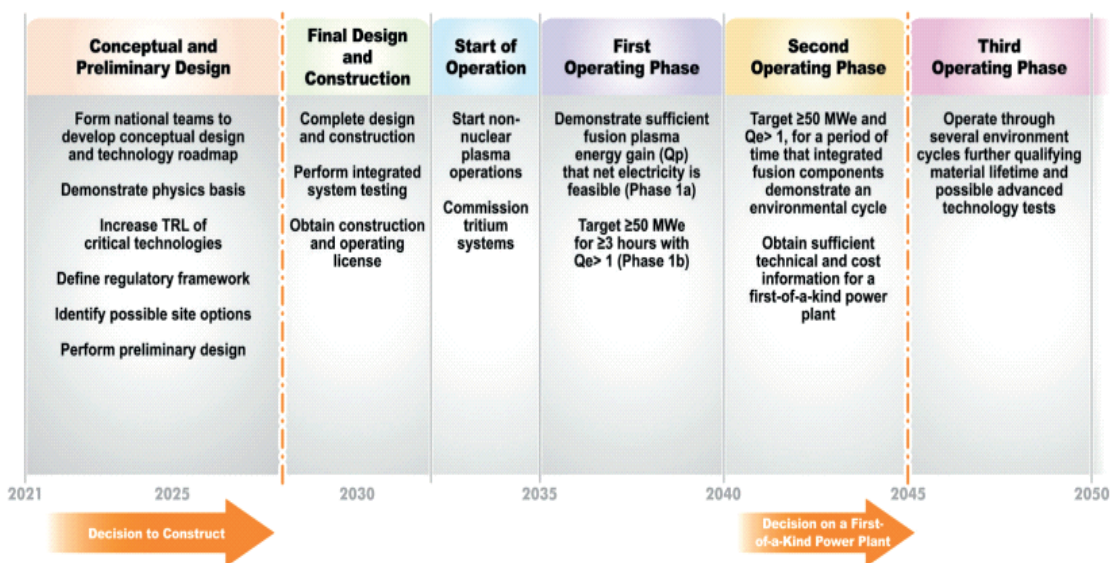 Conceptual and
Preliminary Design
Form national teams to
develop conceptual design
and technology roadmap
Demonstrate physics basis
Increase TRL of
critical technologies
Define regulatory framework
Identify possible site options
Perform preliminary design
Final Design
and
Construction
Complete design
and construction
Perform integrated
system testing
Obtain construction
and operating
license
Start of
Operation
Start non-
nuclear
plasma
operations
Commission
tritium
systems
First
Operating Phase
Demonstrate sufficient
fusion plasma
energy gain (Qp)
that net electricity is
feasible (Phase 1a)
Target ≥50 MWe
for ≥3 hours with
Qe> 1 (Phase 1b)
Second
Operating Phase
Target ≥50 MWe and
Qe> 1, for a period of
time that integrated
fusion components
demonstrate an
environmental cycle
Obtain sufficient
technical and cost
information for a
first-of-a-kind power
plant
Third
Operating Phase
Operate through
several environment
cycles further qualifying
material lifetime and
possible advanced
technology tests
2021 2025 2030 2035 2040 2045 2050
Decision to Construct
Decision on a First-
of-a-Kind Power Plant